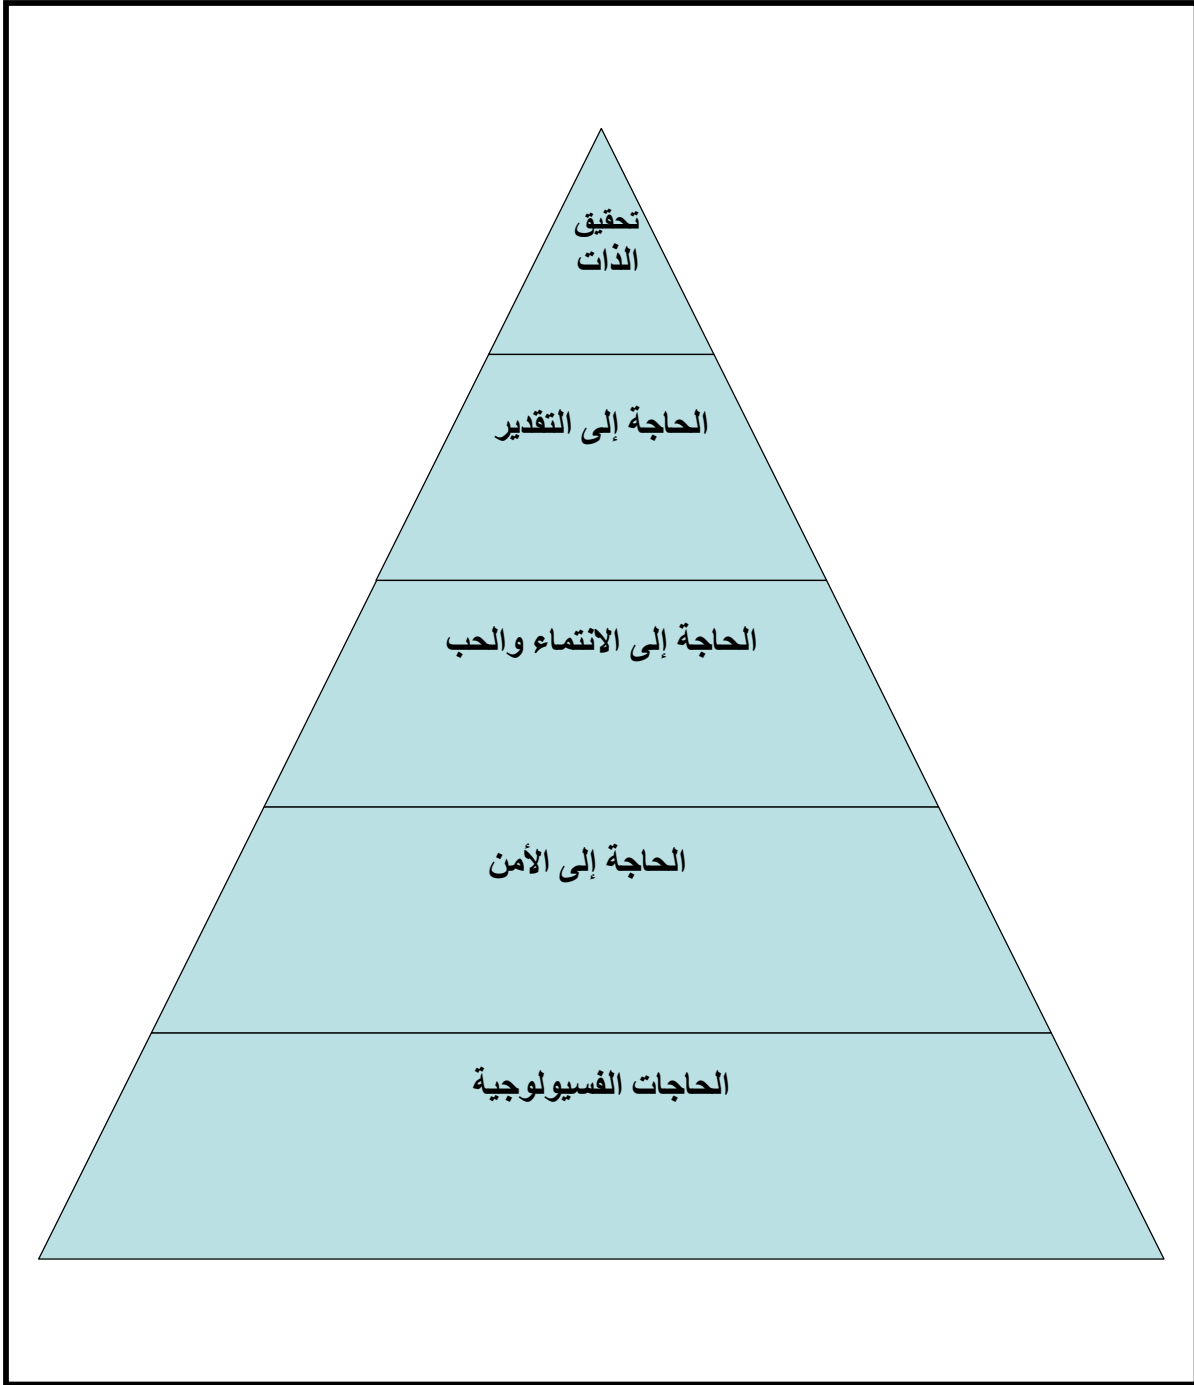 تحقيق
الذات
الحاجة إلى التقدير
الحاجة إلى الانتماء والحب
الحاجة إلى الأمن
الحاجات الفسيولوجية